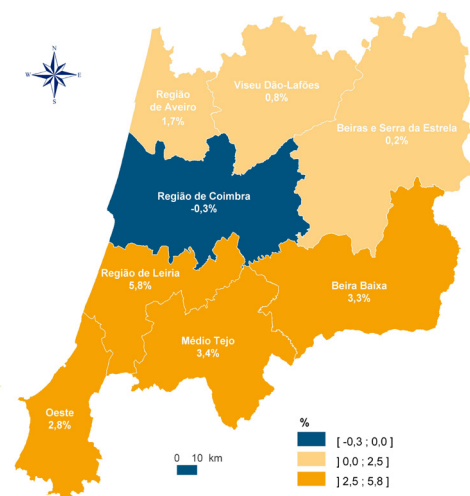 N
W E
S
Região
de Aveiro
1,7%
Viseu Dão-Lafões
0,8%
Beiras e Serra da Estrela
0,2%
Região de Coimbra
-0,3%
Região de Leiria
5,8%
Beira Baixa
3,3%
Médio Tejo
3,4%
Oeste
2,8%
%
[ -0,3 ; 0,0 ]
] 0,0 ; 2,5 ]
] 2,5 ; 5,8 ]
0 10 km